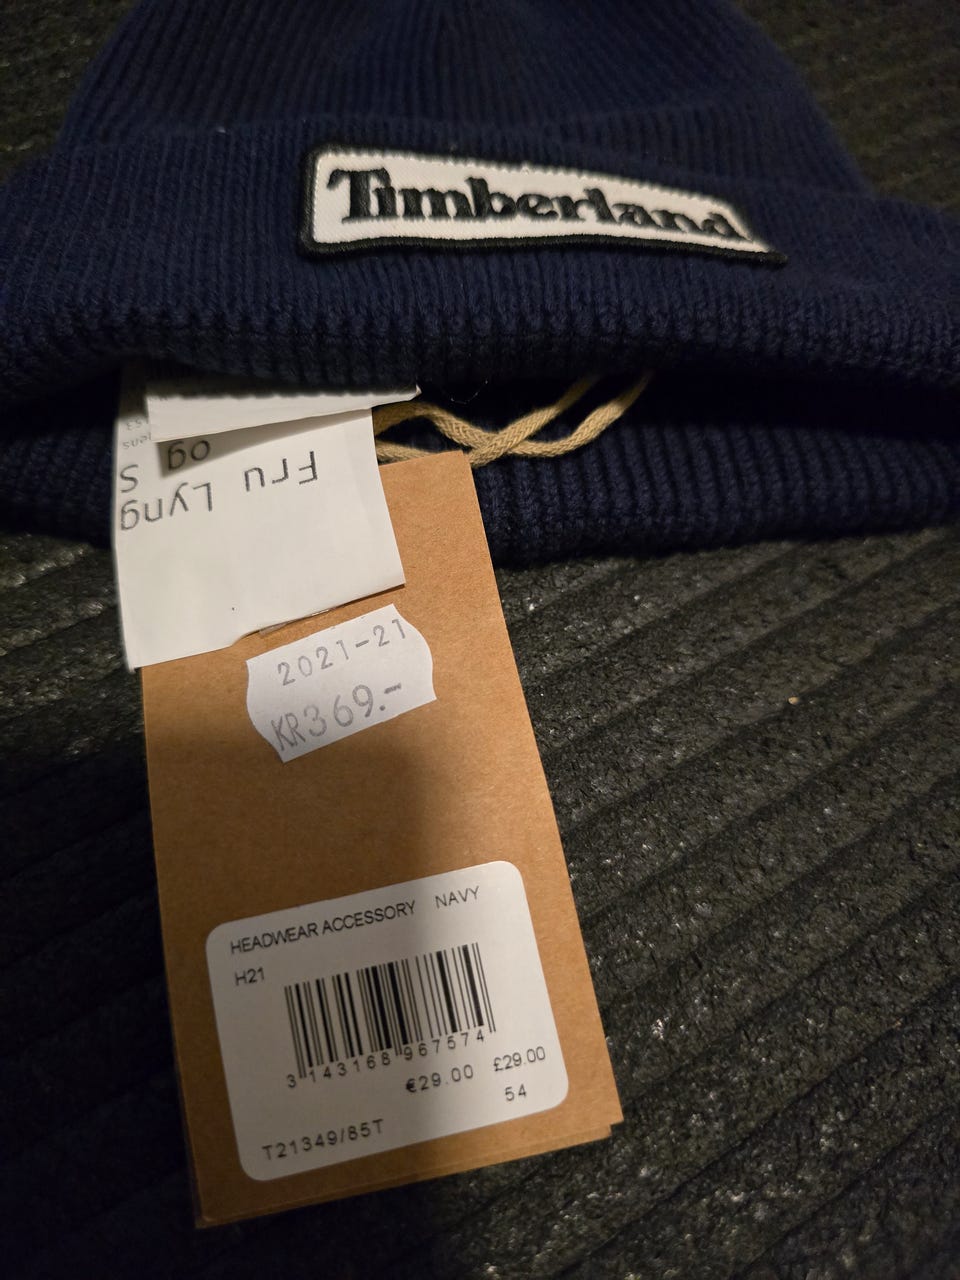 Timberland
Fru Lyng
og S
2021-21
KR369.-
HEADWEAR ACCESSORY NAVY
H21
3 143168 967574
€29.00 £29.00
54
T21349/85T